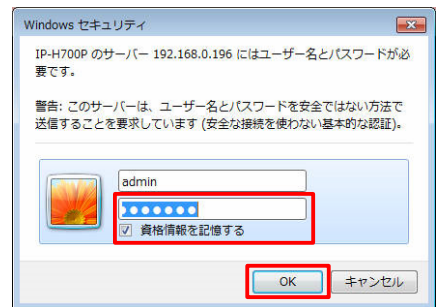 Windows セキュリティ
IP-H700P のサーバー 192.168.0.196 にはユーザー名とパスワードが必
要です。
警告: このサーバーは、ユーザー名とパスワードを安全ではない方法で
送信することを要求しています (安全な接続を使わない基本的な認証)。
admin
●●●●●●●
資格情報を記憶する
OK
キャンセル